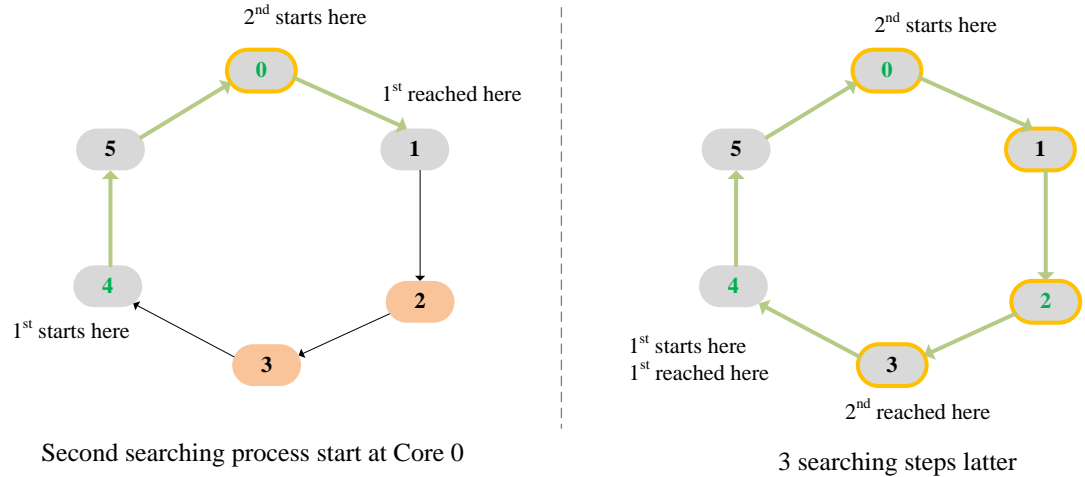 2nd starts here
0
1st reached here
5
1
4
2
1st starts here
3
Second searching process start at Core 0
2nd starts here
0
5
1
4
2
1st starts here
1st reached here
3
2nd reached here
3 searching steps latter